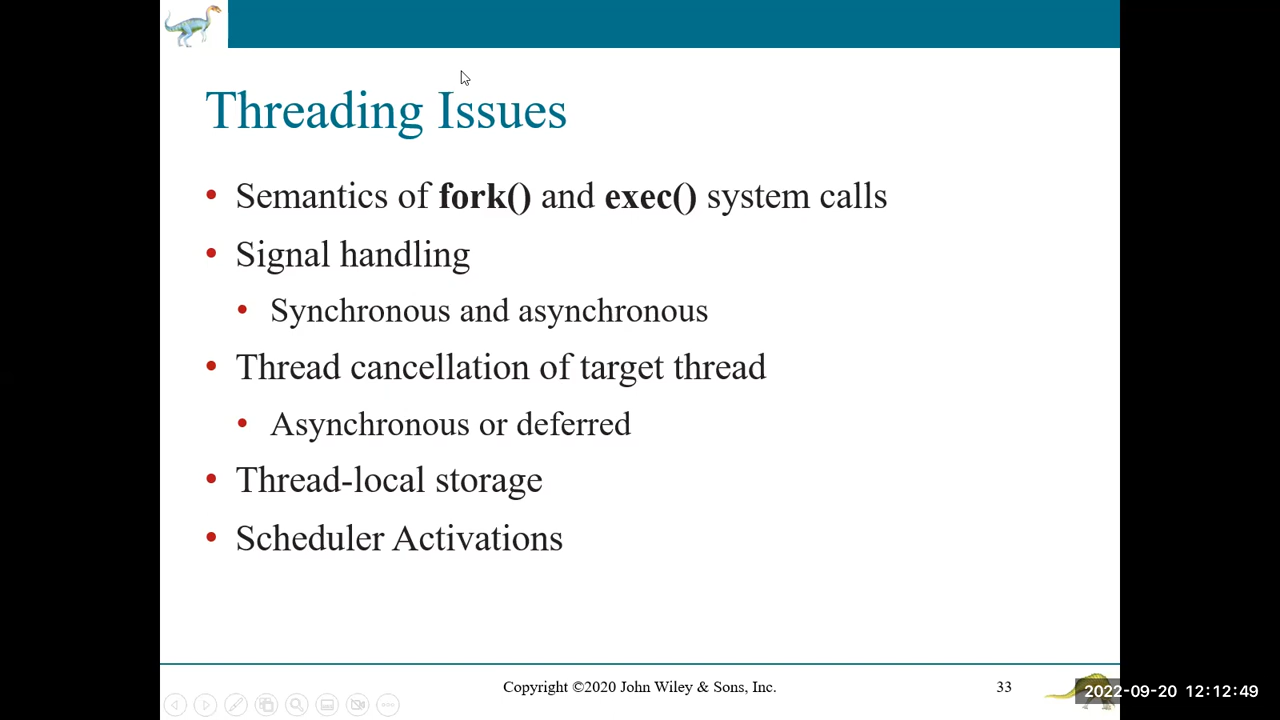 Threading Issues
• Semantics of fork() and exec() system calls
• Signal handling
• Synchronous and asynchronous
• Thread cancellation of target thread
• Asynchronous or deferred
• Thread-local storage
• Scheduler Activations
Copyright ©2020 John Wiley & Sons, Inc.
33
2022-09-20 12:12:49